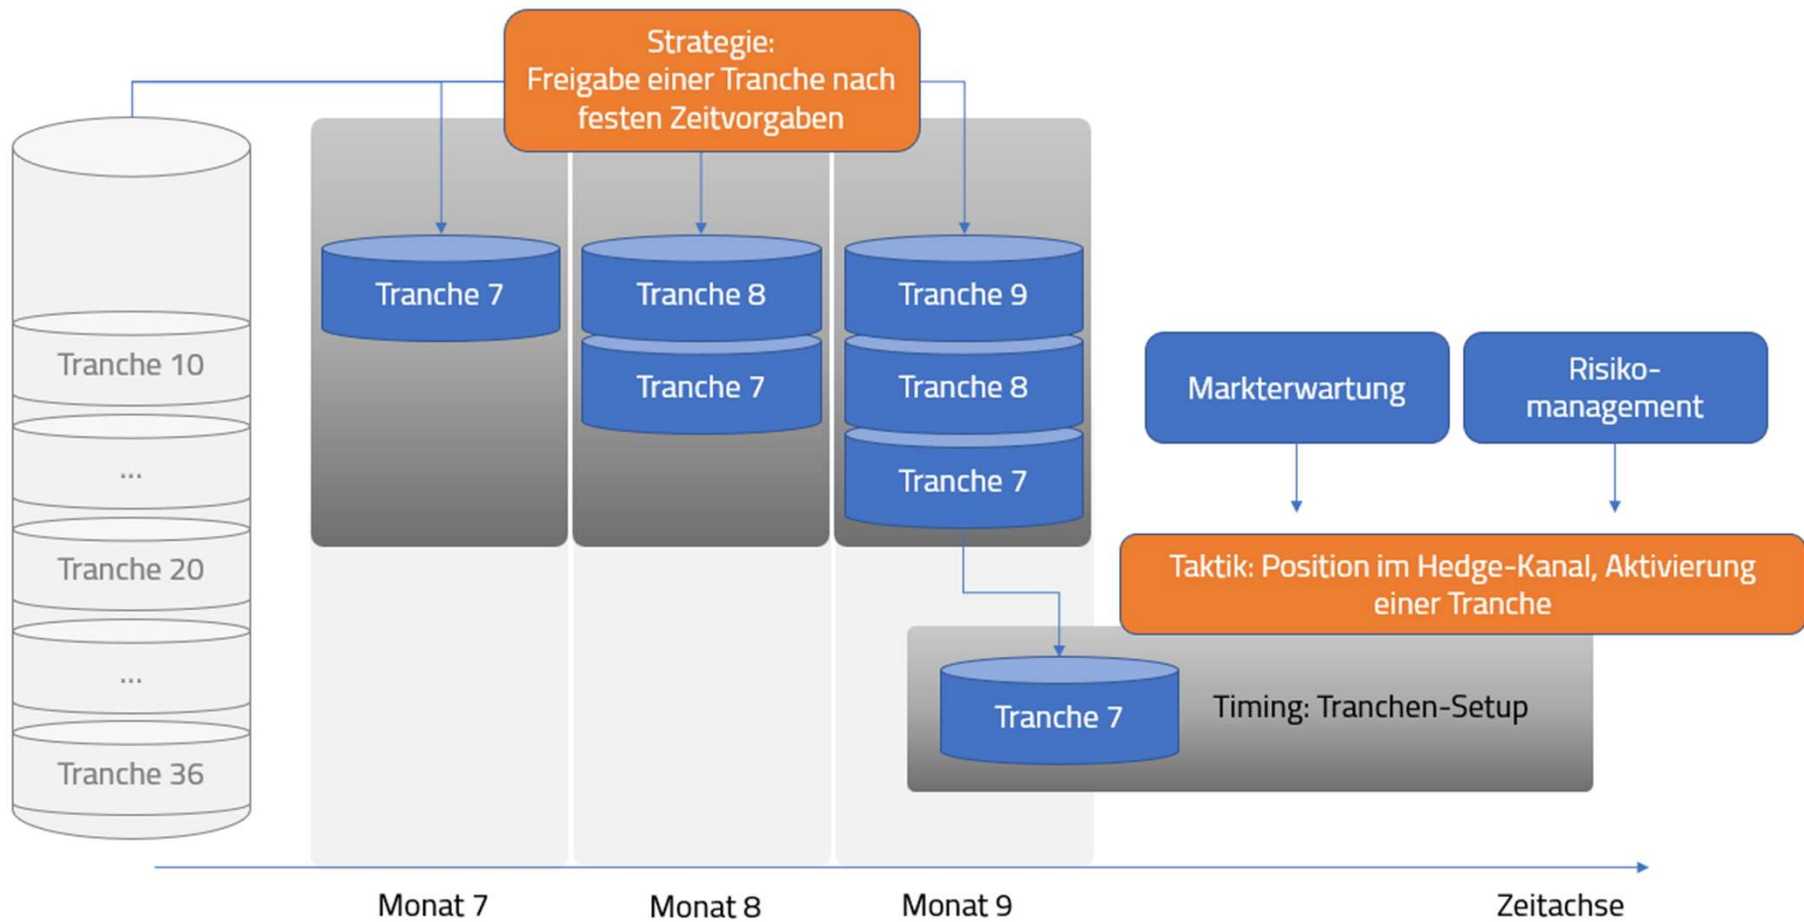 Strategie:
Freigabe einer Tranche nach
festen Zeitvorgaben
Tranche 10
...
Tranche 20
...
Tranche 36
Tranche 7
Tranche 8
Tranche 7
Tranche 9
Tranche 8
Tranche 7
Markterwartung
Risiko-
management
Taktik: Position im Hedge-Kanal, Aktivierung
einer Tranche
Tranche 7
Timing: Tranchen-Setup
Monat 7
Monat 8
Monat 9
Zeitachse